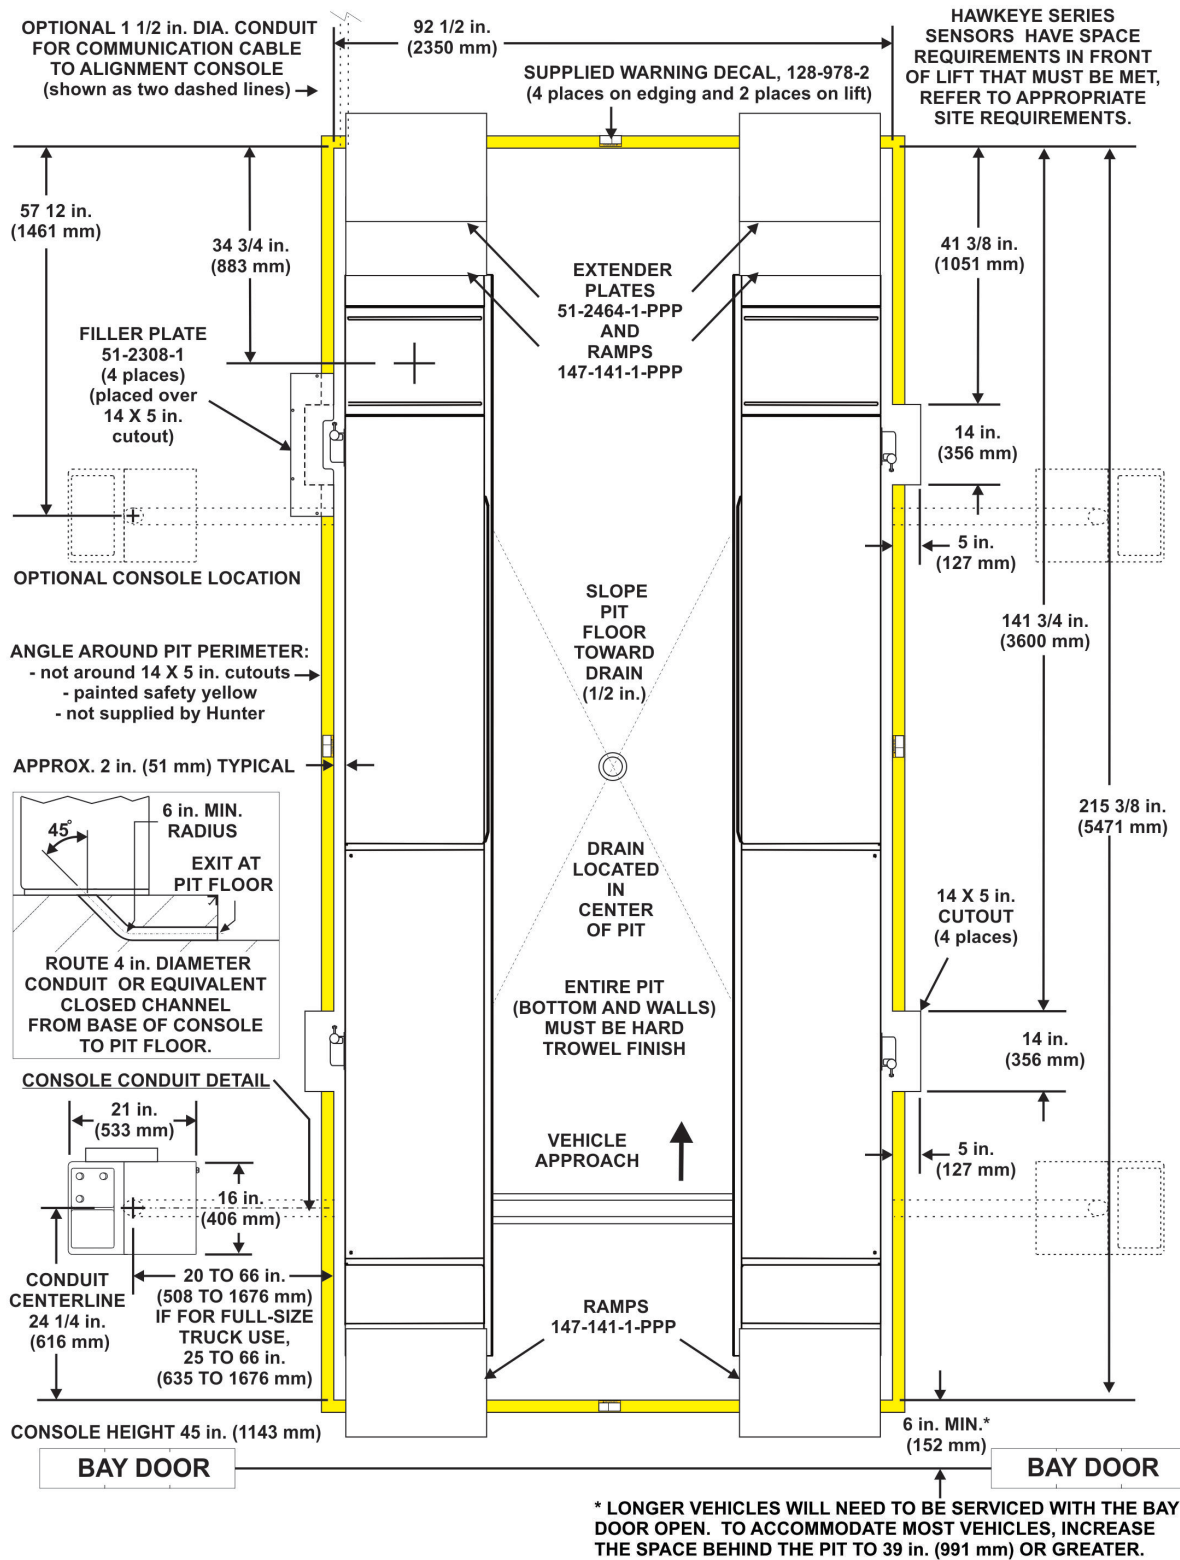 OPTIONAL 1 1/2 in. DIA. CONDUIT
FOR COMMUNICATION CABLE
TO ALIGNMENT CONSOLE
(shown as two dashed lines)
92 1/2 in.
(2350 mm)
SUPPLIED WARNING DECAL, 128-978-2
(4 places on edging and 2 places on lift)
HAWKEYE SERIES
SENSORS HAVE SPACE
REQUIREMENTS IN FRONT
OF LIFT THAT MUST BE MET,
REFER TO APPROPRIATE
SITE REQUIREMENTS.
57 12 in.
(1461 mm)
34 3/4 in.
(883 mm)
41 3/8 in.
(1051 mm)
EXTENDER
PLATES
51-2464-1-PPP
AND
RAMPS
147-141-1-PPP
FILLER PLATE
51-2308-1
(4 places)
(placed over
14 X 5 in.
cutout)
14 in.
(356 mm)
5 in.
(127 mm)
OPTIONAL CONSOLE LOCATION
SLOPE
PIT
FLOOR
TOWARD
DRAIN
(1/2 in.)
141 3/4 in.
(3600 mm)
ANGLE AROUND PIT PERIMETER:
- not around 14 X 5 in. cutouts
- painted safety yellow
- not supplied by Hunter
APPROX. 2 in. (51 mm) TYPICAL
215 3/8 in.
(5471 mm)
6 in. MIN.
RADIUS
45°
EXIT AT
PIT FLOOR
ROUTE 4 in. DIAMETER
CONDUIT OR EQUIVALENT
CLOSED CHANNEL
FROM BASE OF CONSOLE
TO PIT FLOOR.
DRAIN
LOCATED
IN
CENTER
OF PIT
14 X 5 in.
CUTOUT
(4 places)
ENTIRE PIT
(BOTTOM AND WALLS)
MUST BE HARD
TROWEL FINISH
14 in.
(356 mm)
CONSOLE CONDUIT DETAIL
21 in.
(533 mm)
VEHICLE
APPROACH
5 in.
(127 mm)
16 in.
(406 mm)
CONDUIT
CENTERLINE
24 1/4 in.
(616 mm)
20 TO 66 in.
(508 TO 1676 mm)
IF FOR FULL-SIZE
TRUCK USE,
25 TO 66 in.
(635 TO 1676 mm)
RAMPS
147-141-1-PPP
CONSOLE HEIGHT 45 in. (1143 mm)
6 in. MIN.*
(152 mm)
BAY DOOR
BAY DOOR
* LONGER VEHICLES WILL NEED TO BE SERVICED WITH THE BAY
DOOR OPEN. TO ACCOMMODATE MOST VEHICLES, INCREASE
THE SPACE BEHIND THE PIT TO 39 in. (991 mm) OR GREATER.